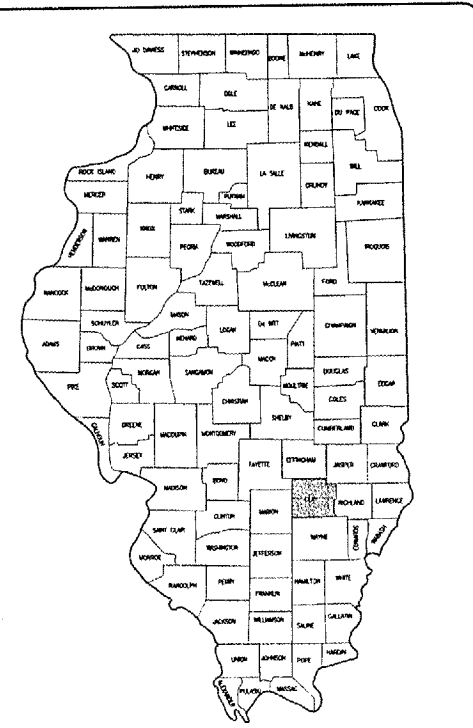 JO DAVIESS STEPHENSON WINNEBAGO BOONE McHENRY LAKE
CARROLL OGLE DE KALB KANE COOK
DU PAGE
WHITESIDE LEE
KENDALL
ROCK ISLAND HENRY BUREAU LA SALLE GRUNDY WILL
MERCER PUTNAM KANKAKEE
HENDERSON WARREN KNOX STARK MARSHALL LIVINGSTON IROQUOIS
PEORIA WOODFORD
HANCOCK McDONOUGH FULTON TAZEWELL McCLEAN FORD
MASON
SCHUYLER LOGAN De WITT CHAMPAIGN VERMILION
ADAMS BROWN CASS MENARD PIATT
MACON
PIKE SCOTT MORGAN SANGAMON DOUGLAS EDGAR
MOULTRIE
CHRISTIAN COLES
SHELBY
CALHOUN GREENE MACOUPIN MONTGOMERY CUMBERLAND CLARK
JERSEY FAYETTE EFFINGHAM JASPER CRAWFORD
MADISON BOND CLAY RICHLAND LAWRENCE
CLINTON MARION
SAINT CLAIR WAYNE EDWARDS WABASH
MONROE WASHINGTON JEFFERSON
RANDOLPH PERRY HAMILTON WHITE
FRANKLIN
JACKSON WILLIAMSON SALINE GALLATIN
UNION JOHNSON POPE HARDIN
ALEXANDER PULASKI MASSAC